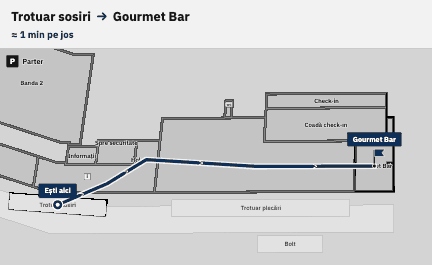 Trotuar sosiri → Gourmet Bar
≈ 1 min pe jos
P Parter
Banda 2
Check-in
Coadă check-in
Gourmet Bar
Spre securitate
Informații
Ești aici
Trotuar plecări
Bolt